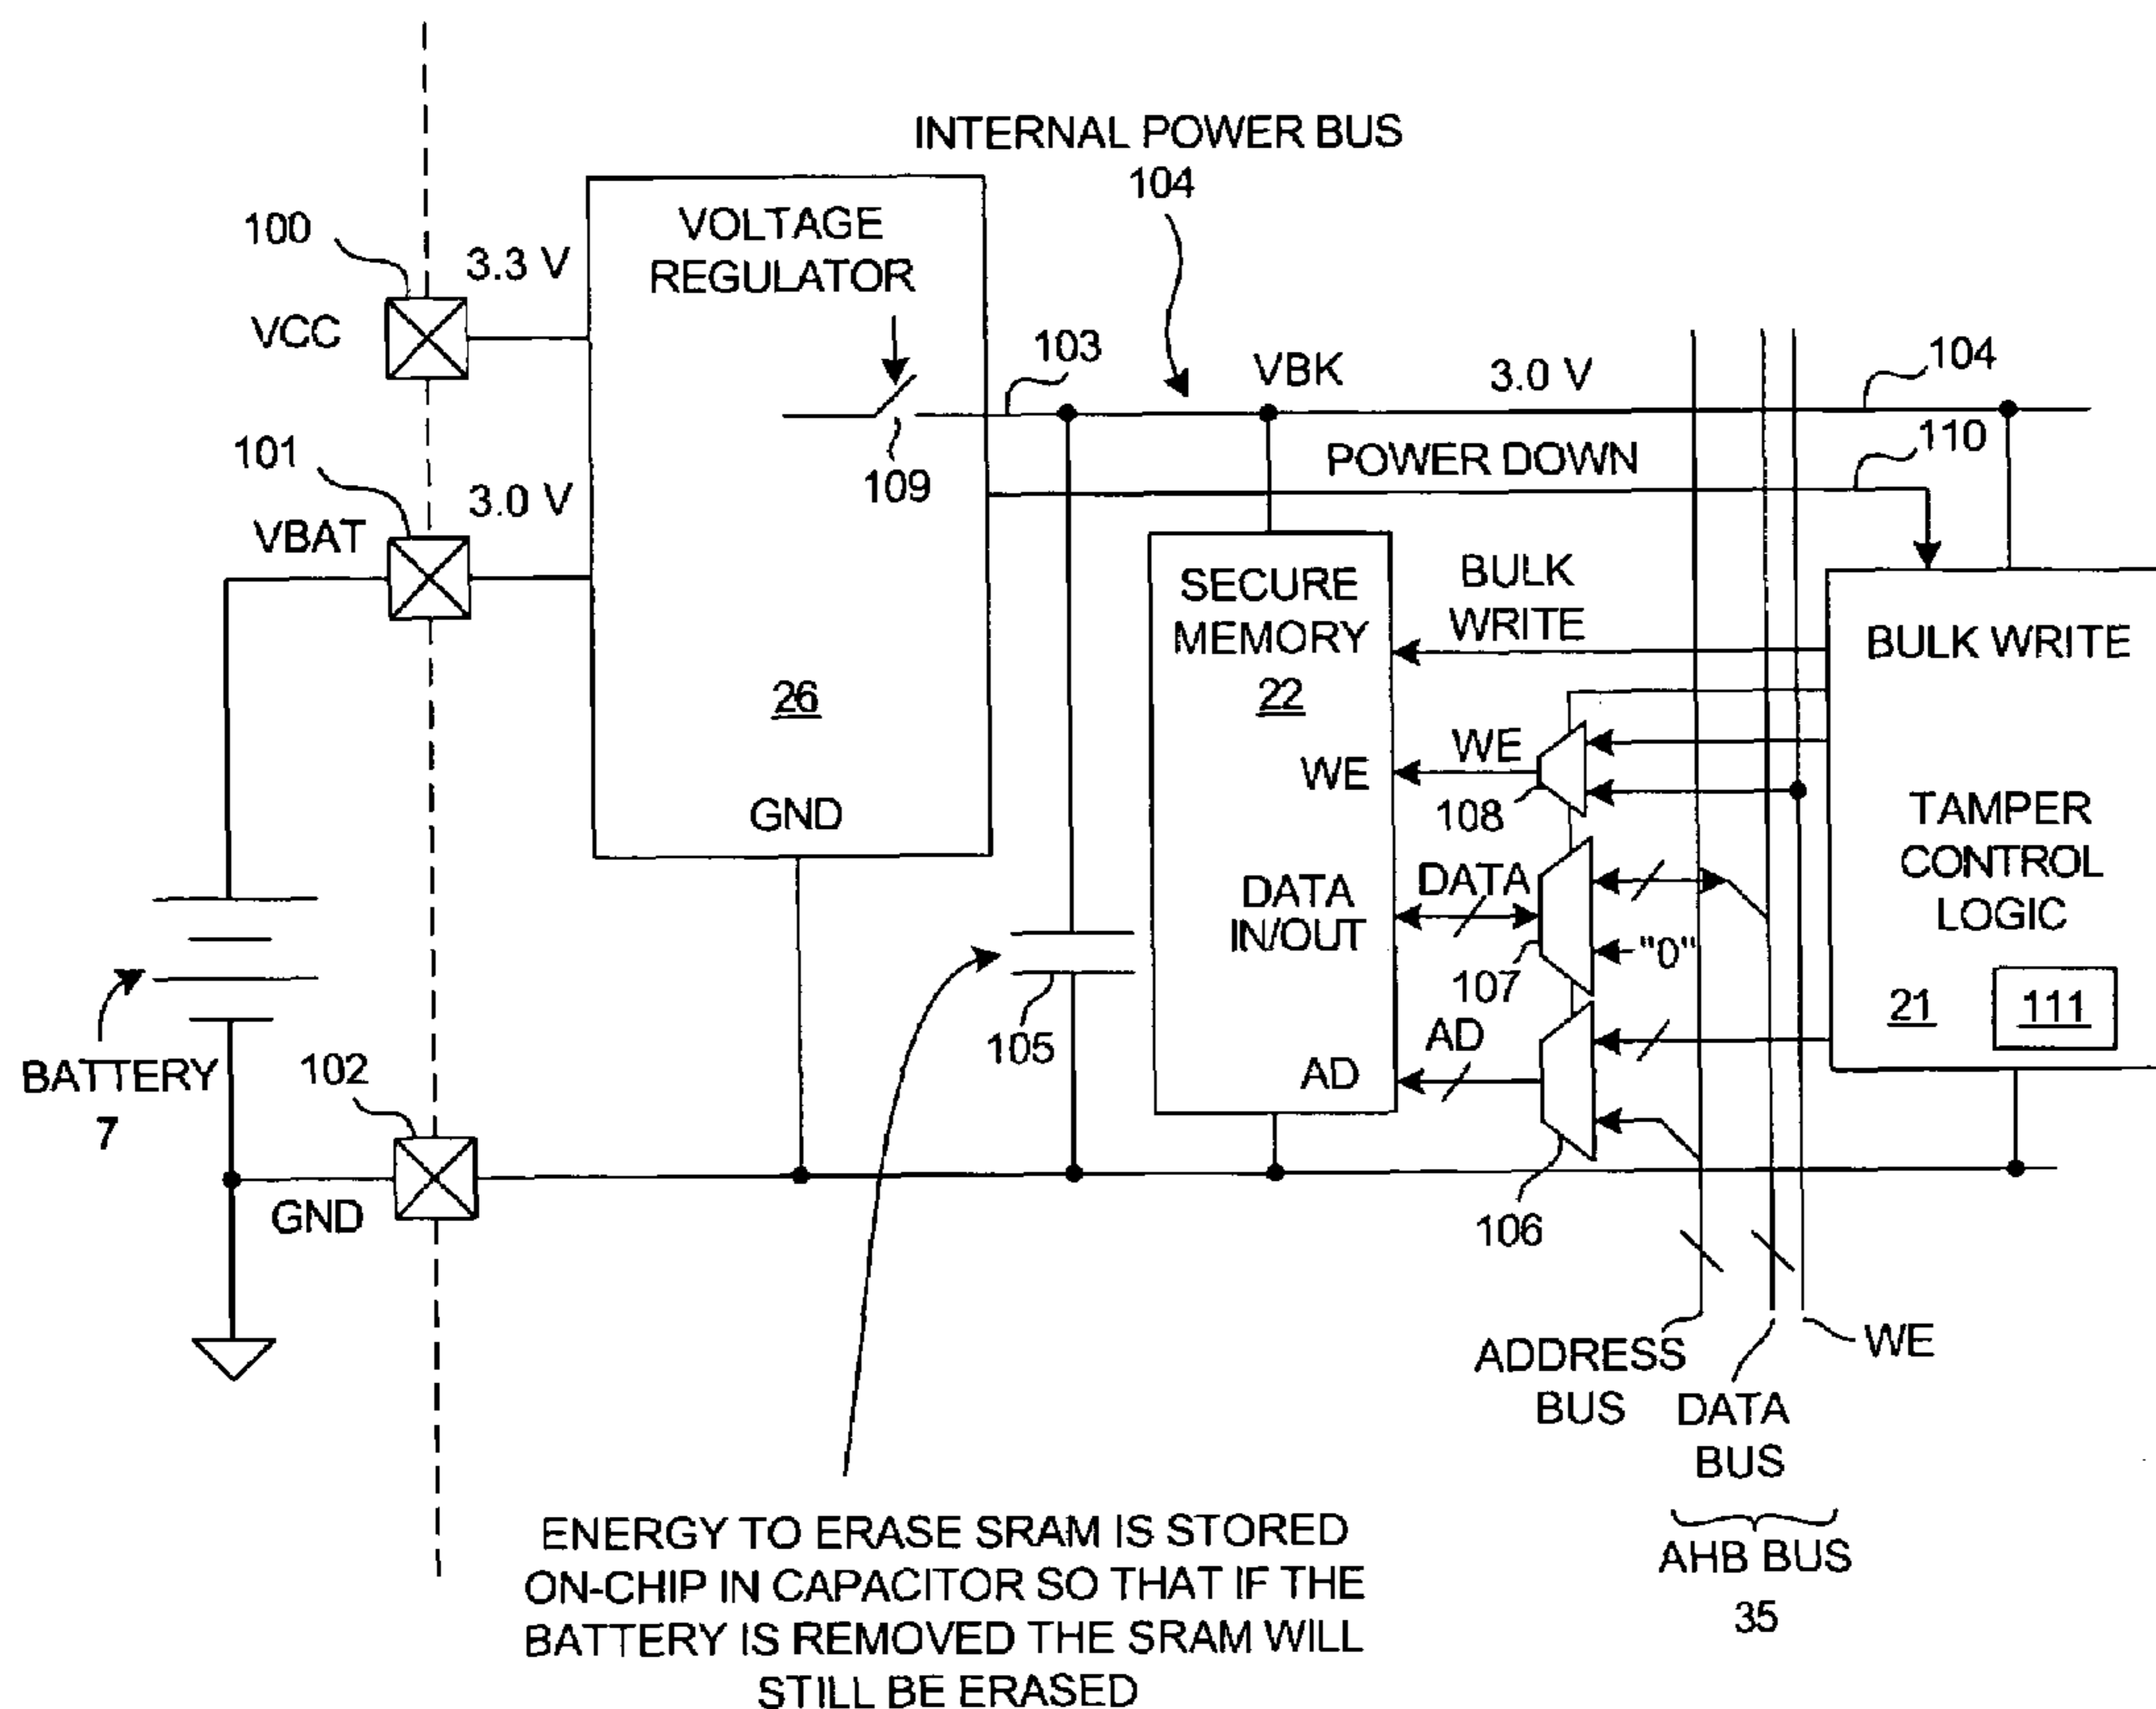 INTERNAL POWER BUS
104
100
3.3 V
VCC
VOLTAGE
REGULATOR
103
VBK
3.0 V
104
109
110
POWER DOWN
101
3.0 V
VBAT
26
GND
SECURE
MEMORY
22
WE
DATA
IN/OUT
AD
BULK
WRITE
WE
108
DATA
107
"0"
AD
106
BULK WRITE
TAMPER
CONTROL
LOGIC
21
111
105
BATTERY
7
102
GND
ADDRESS
BUS
DATA
BUS
WE
AHB BUS
35
ENERGY TO ERASE SRAM IS STORED
ON-CHIP IN CAPACITOR SO THAT IF THE
BATTERY IS REMOVED THE SRAM WILL
STILL BE ERASED